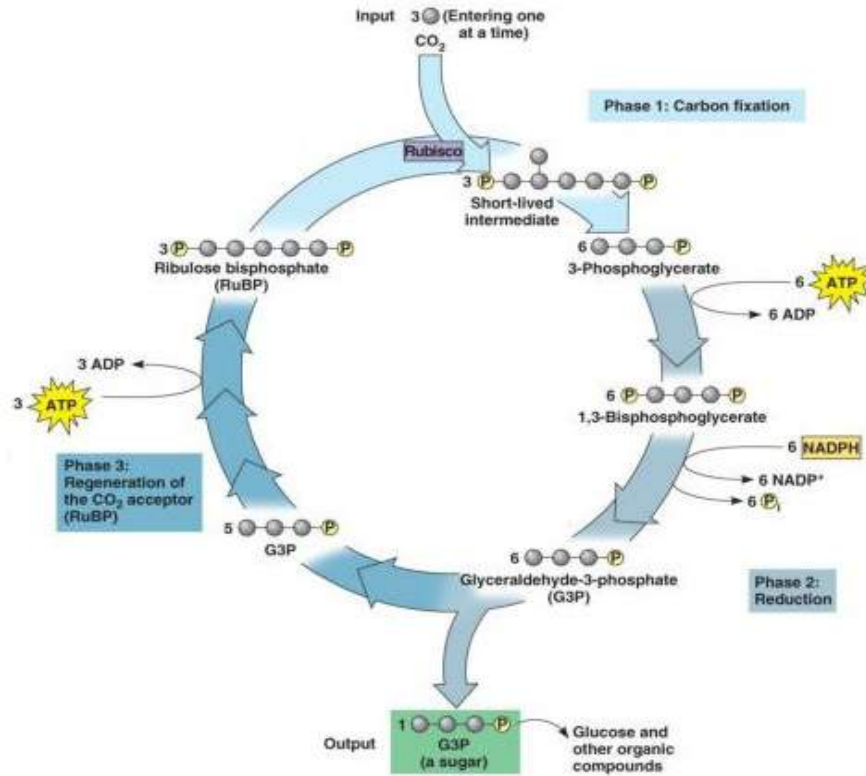 Input 3 (Entering one
at a time)
CO2
Phase 1: Carbon fixation
Rubisco
3 P P
Short-lived
intermediate
3 P P
Ribulose bisphosphate
(RuBP)
6 P
3-Phosphoglycerate
6 ATP
6 ADP
3 ADP
3 ATP
6 P P
1,3-Bisphosphoglycerate
6 NADPH
6 NADP+
6 Pi
Phase 3:
Regeneration of
the CO2 acceptor
(RuBP)
5 P
G3P
6 P
Glyceraldehyde-3-phosphate
(G3P)
Phase 2:
Reduction
1 P
Output
G3P
(a sugar)
Glucose and
other organic
compounds